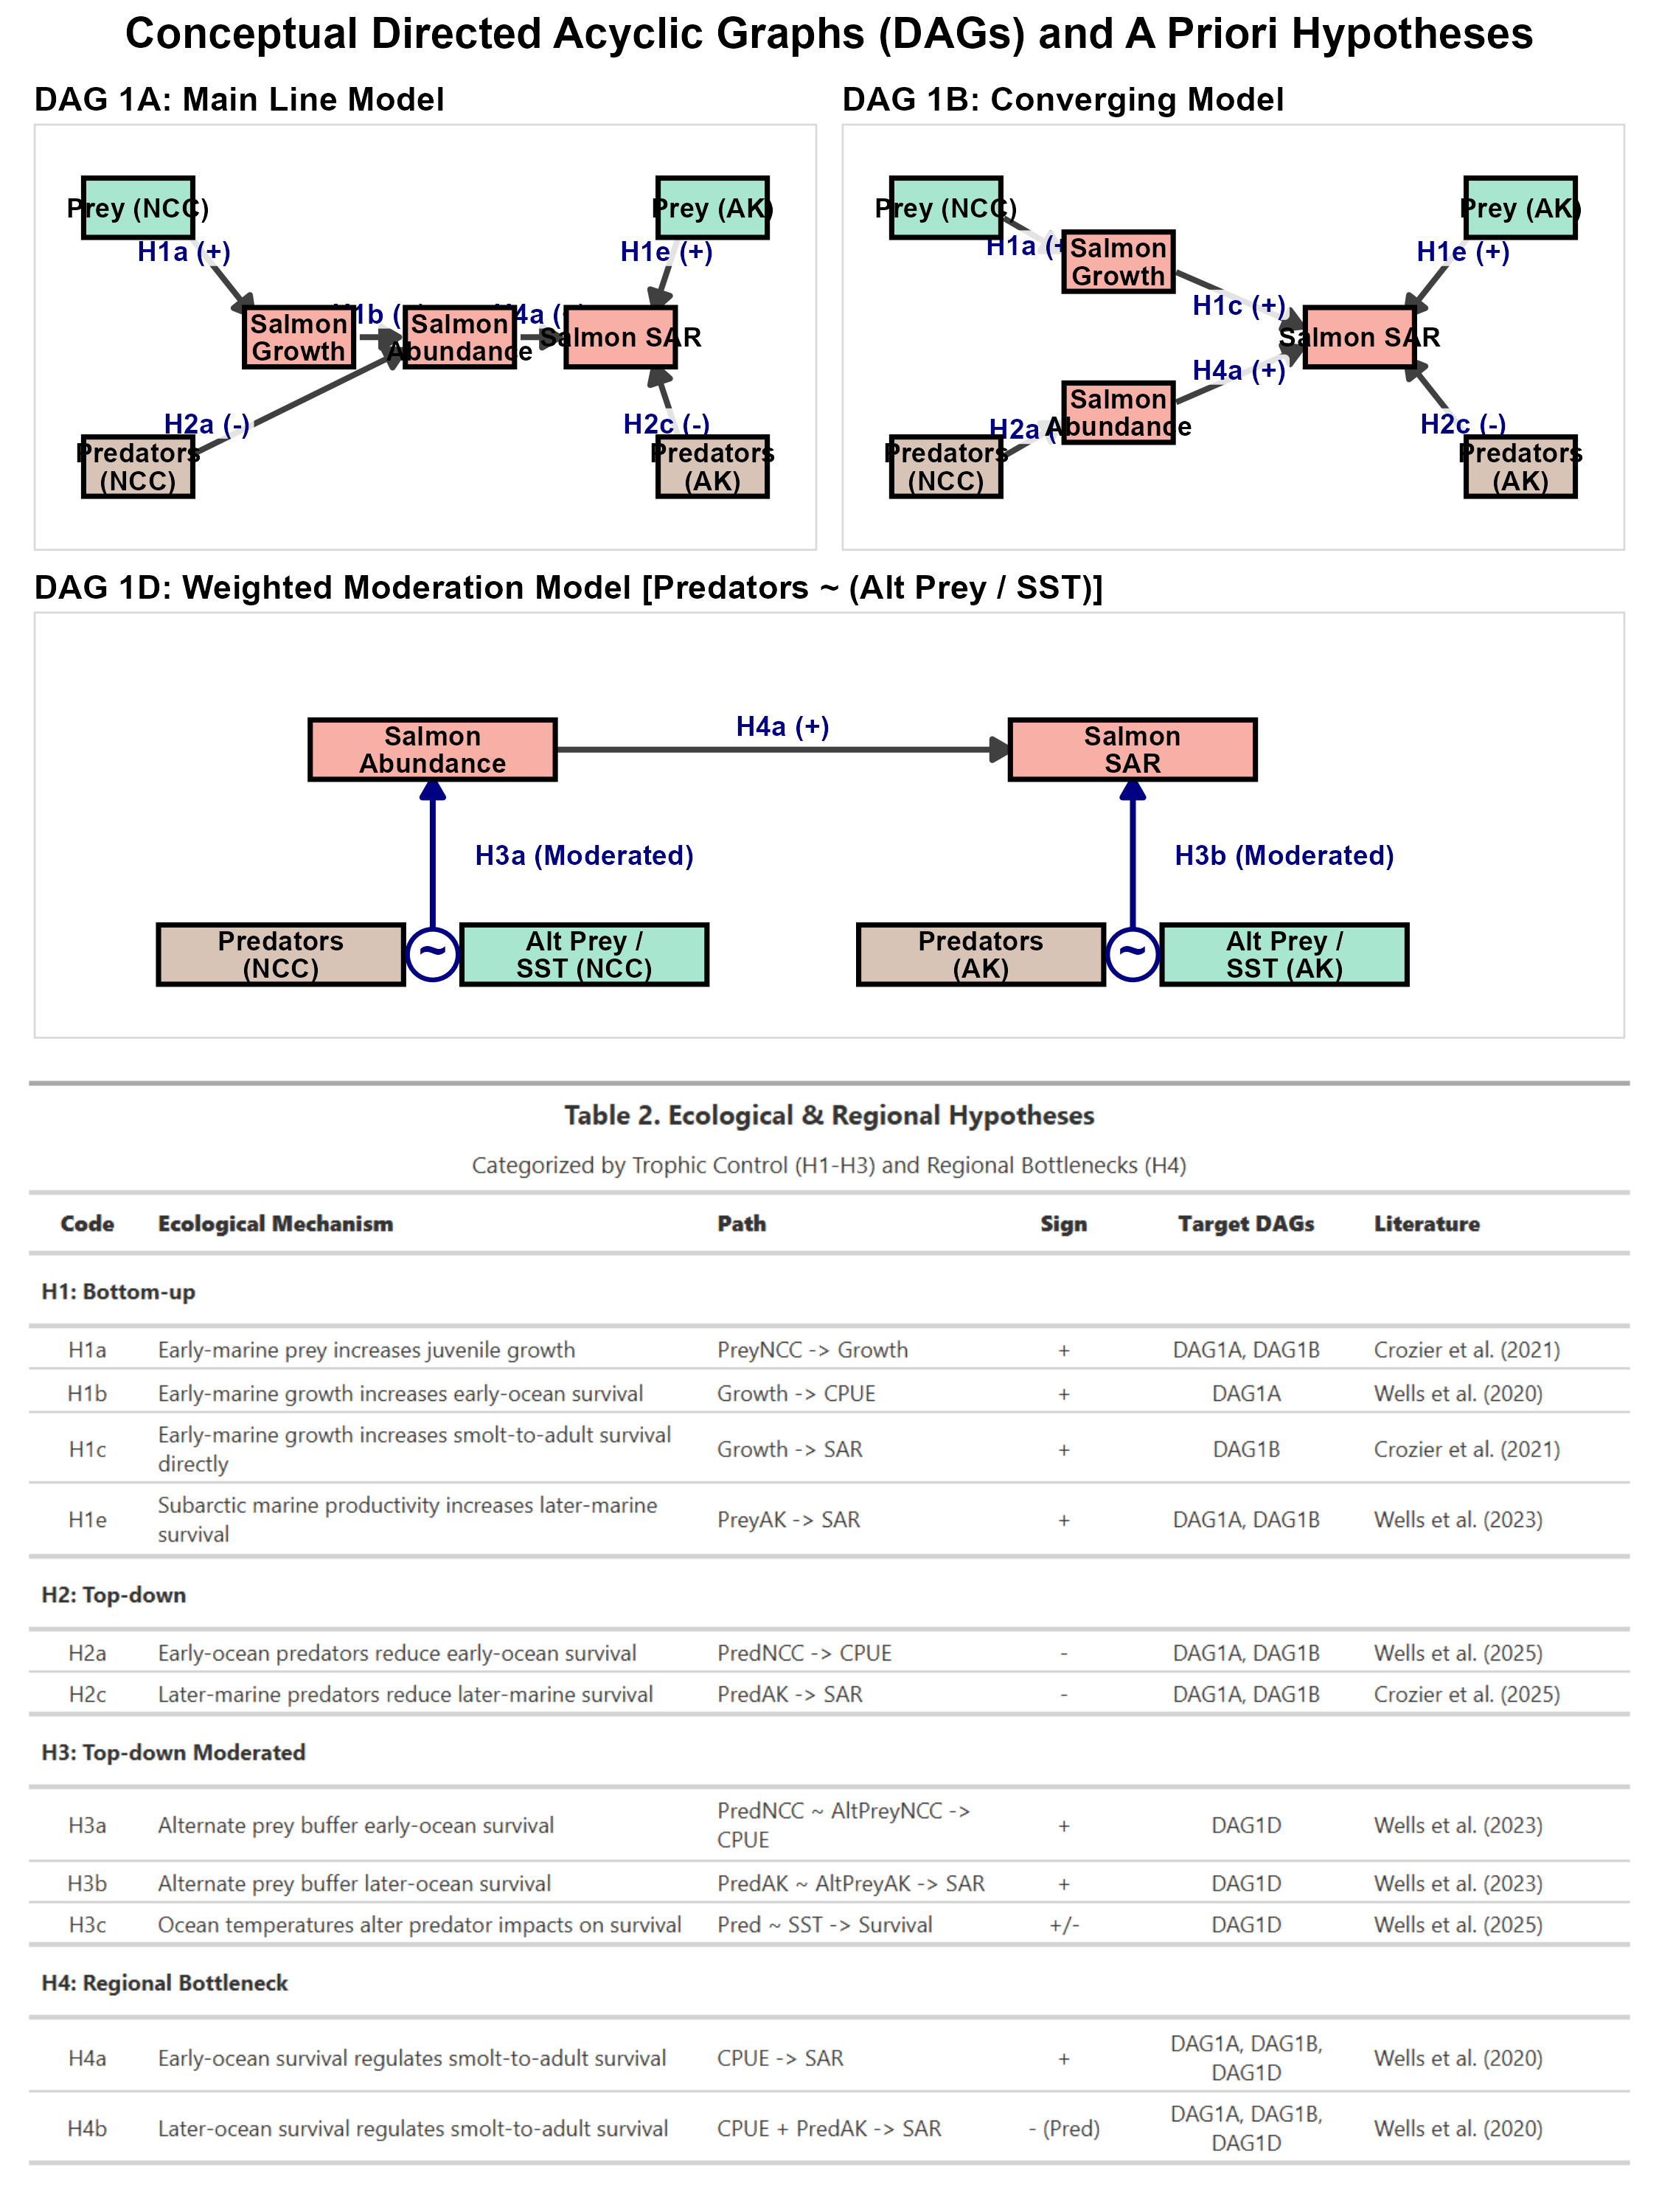 Conceptual Directed Acyclic Graphs (DAGs) and A Priori Hypotheses
DAG 1A: Main Line Model
Prey (NCC)
Prey (AK)
H1a (+)
H1e (+)
Salmon
Growth
Salmon
Abundance
Salmon SAR
H2a (-)
H2c (-)
Predators
(NCC)
Predators
(AK)
DAG 1B: Converging Model
Prey (NCC)
Prey (AK)
H1a (+
H1e (+)
Salmon
Growth
H1c (+)
Salmon SAR
H4a (+)
Salmon
Abundance
H2a (
H2c (-)
Predators
(NCC)
Predators
(AK)
DAG 1D: Weighted Moderation Model [Predators ~ (Alt Prey / SST)]
Salmon
Abundance
H4a (+)
Salmon
SAR
H3a (Moderated)
H3b (Moderated)
Predators
(NCC)
~
Alt Prey /
SST (NCC)
Predators
(AK)
~
Alt Prey /
SST (AK)
Table 2. Ecological & Regional Hypotheses
Categorized by Trophic Control (H1-H3) and Regional Bottlenecks (H4)
Code Ecological Mechanism Path Sign Target DAGs Literature
H1: Bottom-up
H1a Early-marine prey increases juvenile growth PreyNCC -> Growth + DAG1A, DAG1B Crozier et al. (2021)
H1b Early-marine growth increases early-ocean survival Growth -> CPUE + DAG1A Wells et al. (2020)
H1c Early-marine growth increases smolt-to-adult survival
directly Growth -> SAR + DAG1B Crozier et al. (2021)
H1e Subarctic marine productivity increases later-marine
survival PreyAK -> SAR + DAG1A, DAG1B Wells et al. (2023)
H2: Top-down
H2a Early-ocean predators reduce early-ocean survival PredNCC -> CPUE - DAG1A, DAG1B Wells et al. (2025)
H2c Later-marine predators reduce later-marine survival PredAK -> SAR - DAG1A, DAG1B Crozier et al. (2025)
H3: Top-down Moderated
H3a Alternate prey buffer early-ocean survival PredNCC ~ AltPreyNCC ->
CPUE + DAG1D Wells et al. (2023)
H3b Alternate prey buffer later-ocean survival PredAK ~ AltPreyAK -> SAR + DAG1D Wells et al. (2023)
H3c Ocean temperatures alter predator impacts on survival Pred ~ SST -> Survival +/- DAG1D Wells et al. (2025)
H4: Regional Bottleneck
H4a Early-ocean survival regulates smolt-to-adult survival CPUE -> SAR + DAG1A, DAG1B,
DAG1D Wells et al. (2020)
H4b Later-ocean survival regulates smolt-to-adult survival CPUE + PredAK -> SAR - (Pred) DAG1A, DAG1B,
DAG1D Wells et al. (2020)